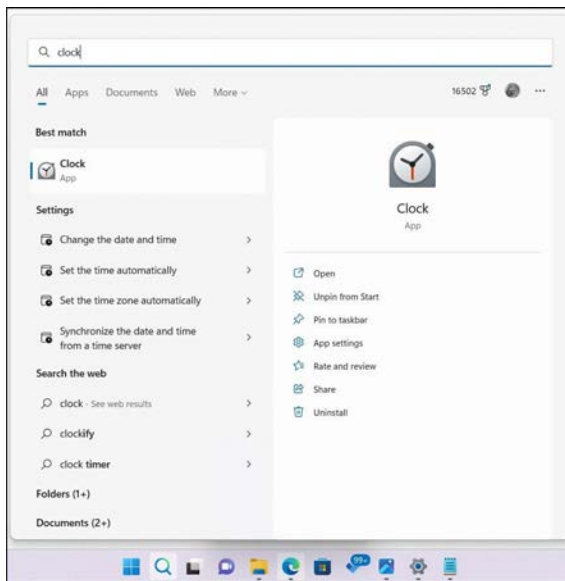 clock
All Apps Documents Web More
16502
Best match
Clock
App
Settings
Change the date and time
Set the time automatically
Set the time zone automatically
Synchronize the date and time
from a time server
Search the web
clock - See web results
clockify
clock timer
Folders (1+)
Documents (2+)
Clock
App
Open
Unpin from Start
Pin to taskbar
App settings
Rate and review
Share
Uninstall
99+